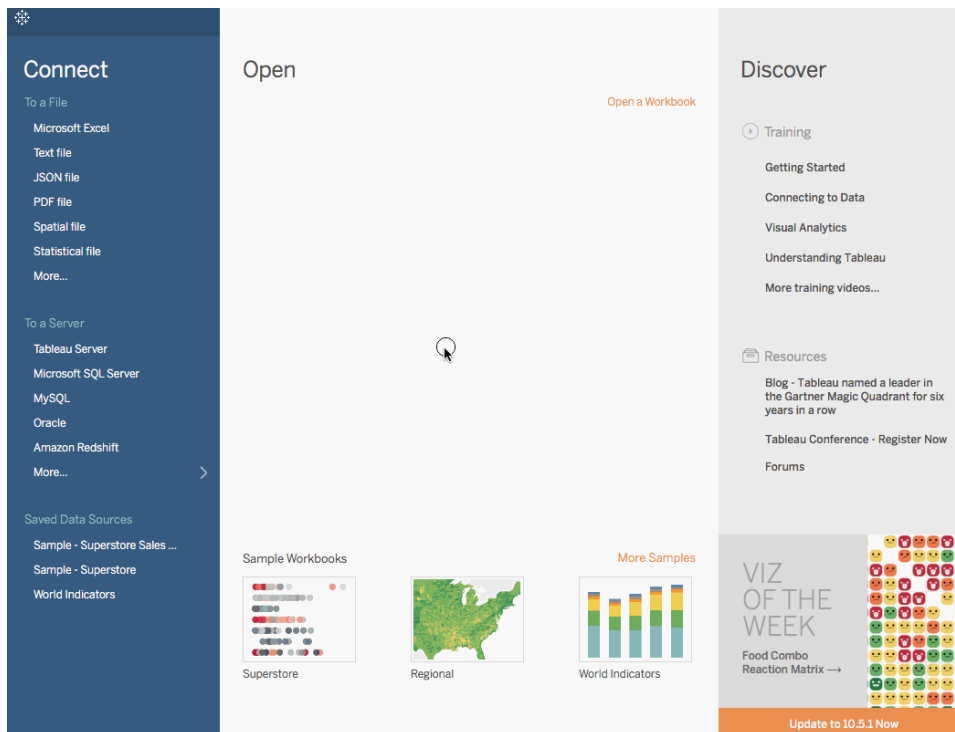 Connect
To a File
Microsoft Excel
Text file
JSON file
PDF file
Spatial file
Statistical file
More...
To a Server
Tableau Server
Microsoft SQL Server
MySQL
Oracle
Amazon Redshift
More...
Saved Data Sources
Sample - Superstore Sales ...
Sample - Superstore
World Indicators
Open
Open a Workbook
Sample Workbooks
More Samples
Superstore
Regional
World Indicators
Discover
Training
Getting Started
Connecting to Data
Visual Analytics
Understanding Tableau
More training videos...
Resources
Blog - Tableau named a leader in
the Gartner Magic Quadrant for six
years in a row
Tableau Conference - Register Now
Forums
VIZ
OF THE
WEEK
Food Combo
Reaction Matrix →
Update to 10.5.1 Now